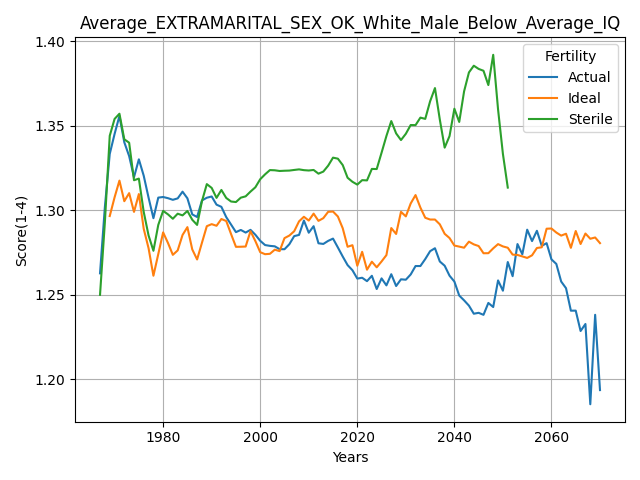 Average_EXTRAMARITAL_SEX_OK_White_Male_Below_Average_IQ
Fertility
Actual
Ideal
Sterile
Score(1-4)
1.40
1.35
1.30
1.25
1.20
1980
2000
2020
2040
2060
Years